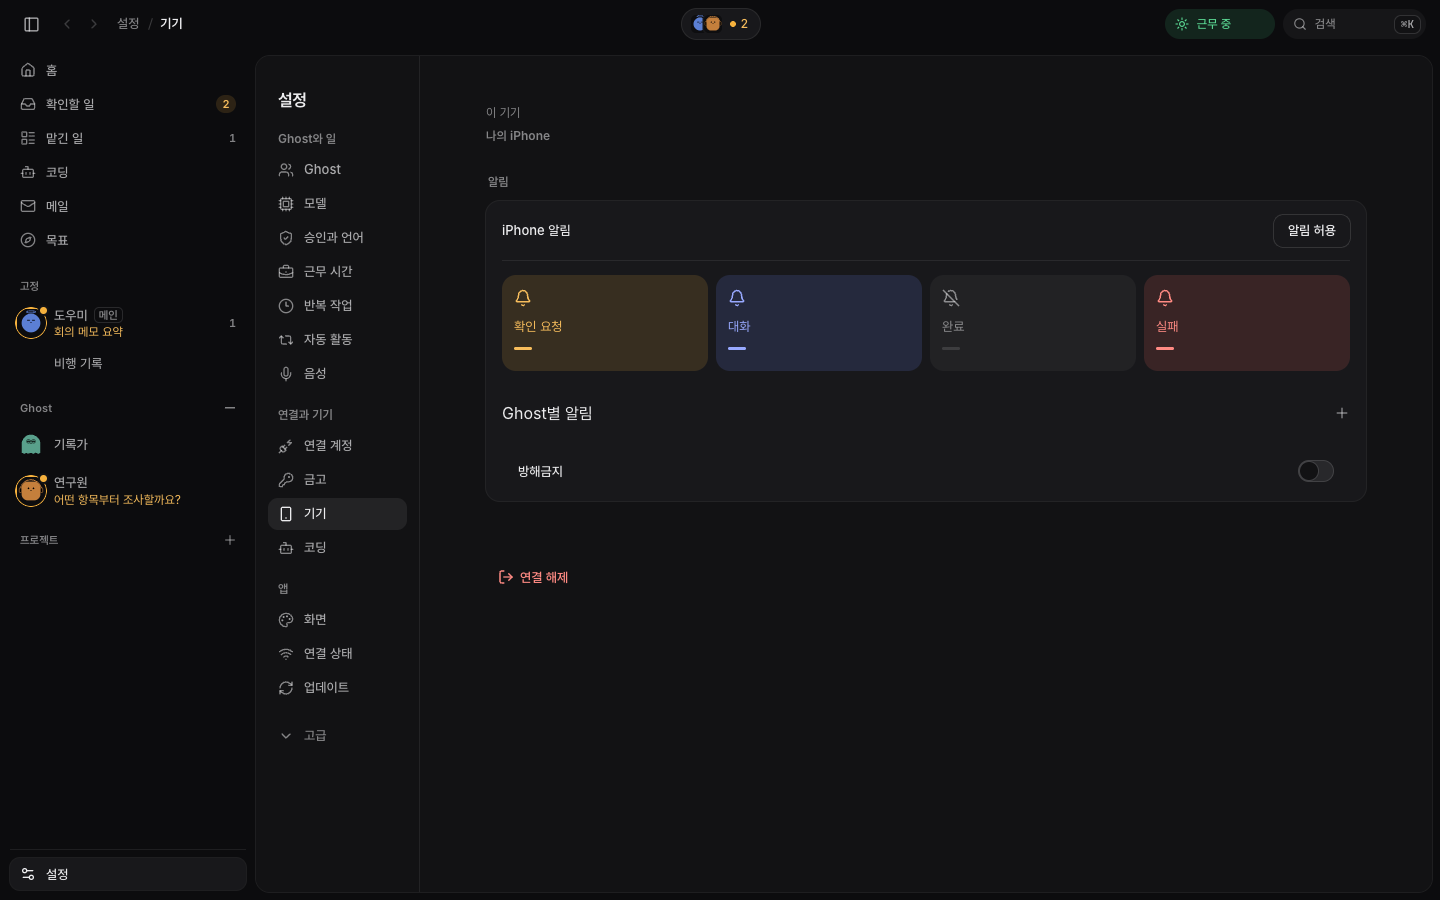 설정 / 기기
2
근무 중
검색
⌘K
홈
확인할 일
2
맡긴 일
1
코딩
메일
목표
고정
도우미 메인
회의 메모 요약
1
비행 기록
Ghost
기록가
연구원
어떤 항목부터 조사할까요?
프로젝트
설정
설정
Ghost와 일
Ghost
모델
승인과 언어
근무 시간
반복 작업
자동 활동
음성
연결과 기기
연결 계정
금고
기기
코딩
앱
화면
연결 상태
업데이트
고급
이 기기
나의 iPhone
알림
iPhone 알림
알림 허용
확인 요청
대화
완료
실패
Ghost별 알림
방해금지
연결 해제